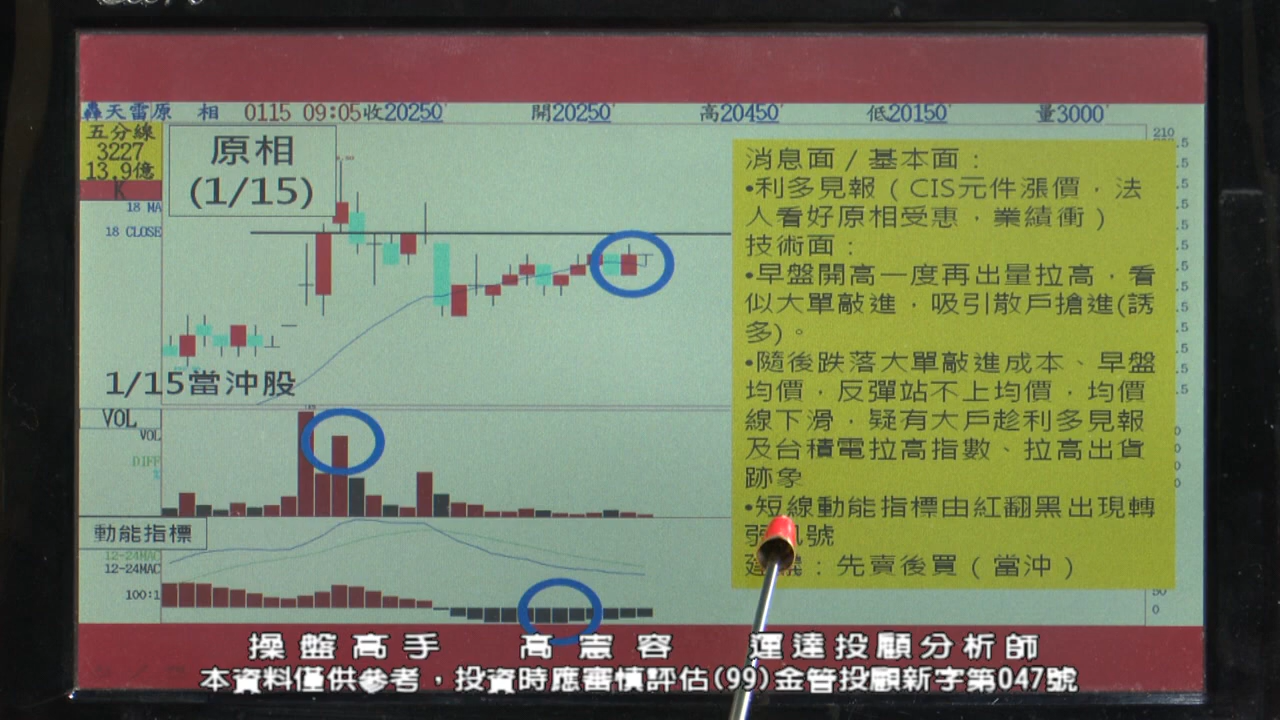 轟天雷原 相 0115 09:05收20250 開20250 高20450 低20150 量3000
五分線
3227
13.9億
K
18 MA
18 CLOSE
原相
(1/15)
1/15當沖股
VOL
VOL
DIFF
動能指標
12-24MAC
12-24MAC
100:1
210
0
消息面 / 基本面：
•利多見報（CIS元件漲價，法
人看好原相受惠，業績衝）
技術面：
•早盤開高一度再出量拉高，看
似大單敲進，吸引散戶搶進(誘
多)。
•隨後跌落大單敲進成本、早盤
均價，反彈站不上均價，均價
線下滑，疑有大戶趁利多見報
及台積電拉高指數、拉高出貨
跡象
•短線動能指標由紅翻黑出現轉
弱 號
建議：先賣後買（當沖）
操盤高手 高憲容 運達投顧分析師
本資料僅供參考，投資時應審慎評估(99)金管投顧新字第047號